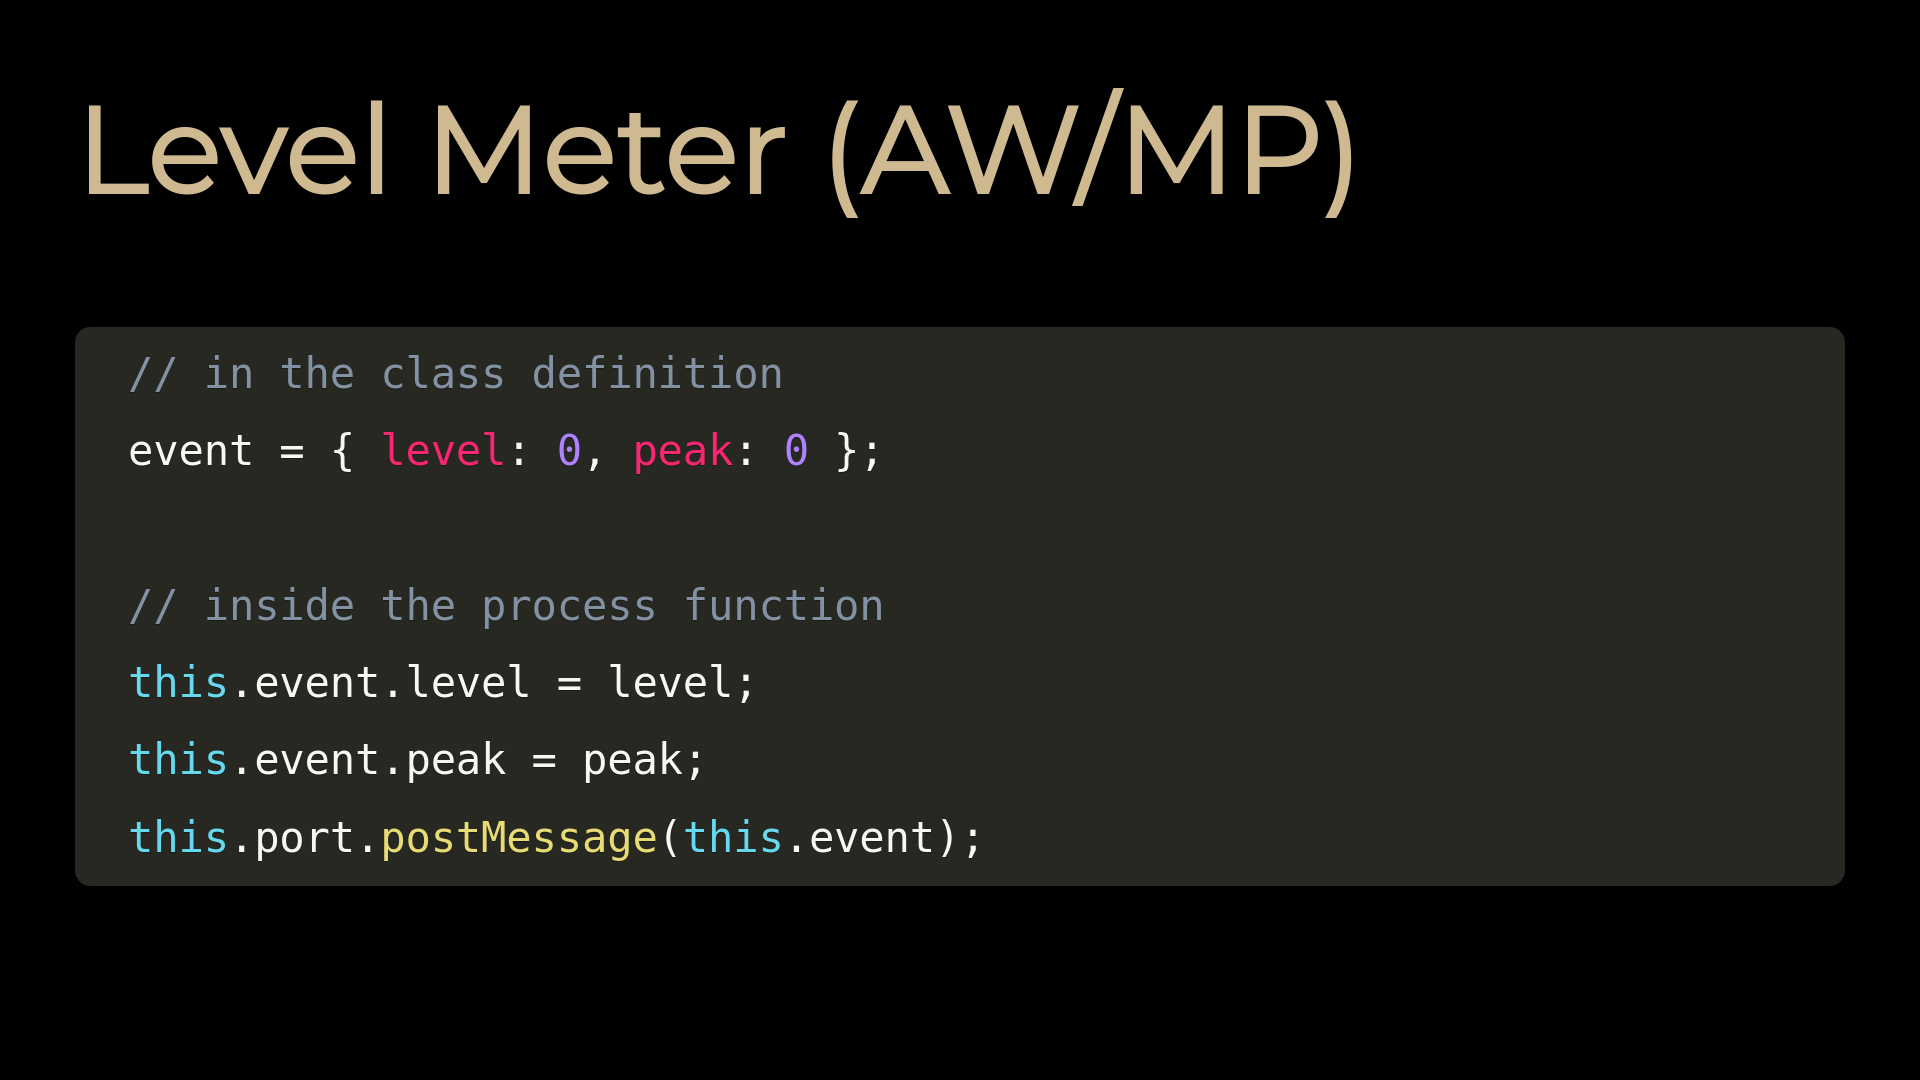 Level Meter (AW/MP)
// in the class definition
event = { level: 0, peak: 0 };
// inside the process function
this.event.level = level;
this.event.peak = peak;
this.port.postMessage(this.event);